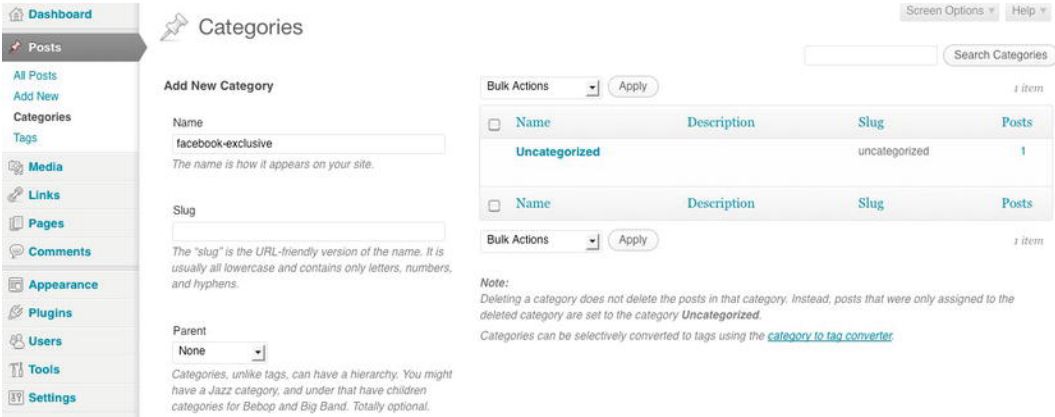 Dashboard
Posts
All Posts
Add New
Categories
Tags
Media
Links
Pages
Comments
Appearance
Plugins
Users
Tools
Settings
Screen Options
Help
Categories
Search Categories
Add New Category
Name
facebook-exclusive
The name is how it appears on your site.
Slug
The "slug" is the URL-friendly version of the name. It is
usually all lowercase and contains only letters, numbers,
and hyphens.
Parent
None
Categories, unlike tags, can have a hierarchy. You might
have a Jazz category, and under that have children
categories for Bebop and Big Band. Totally optional.
Bulk Actions Apply 1 item
Name Description Slug Posts
Uncategorized uncategorized 1
Name Description Slug Posts
Bulk Actions Apply 1 item
Note:
Deleting a category does not delete the posts in that category. Instead, posts that were only assigned to the
deleted category are set to the category Uncategorized.
Categories can be selectively converted to tags using the category to tag converter.